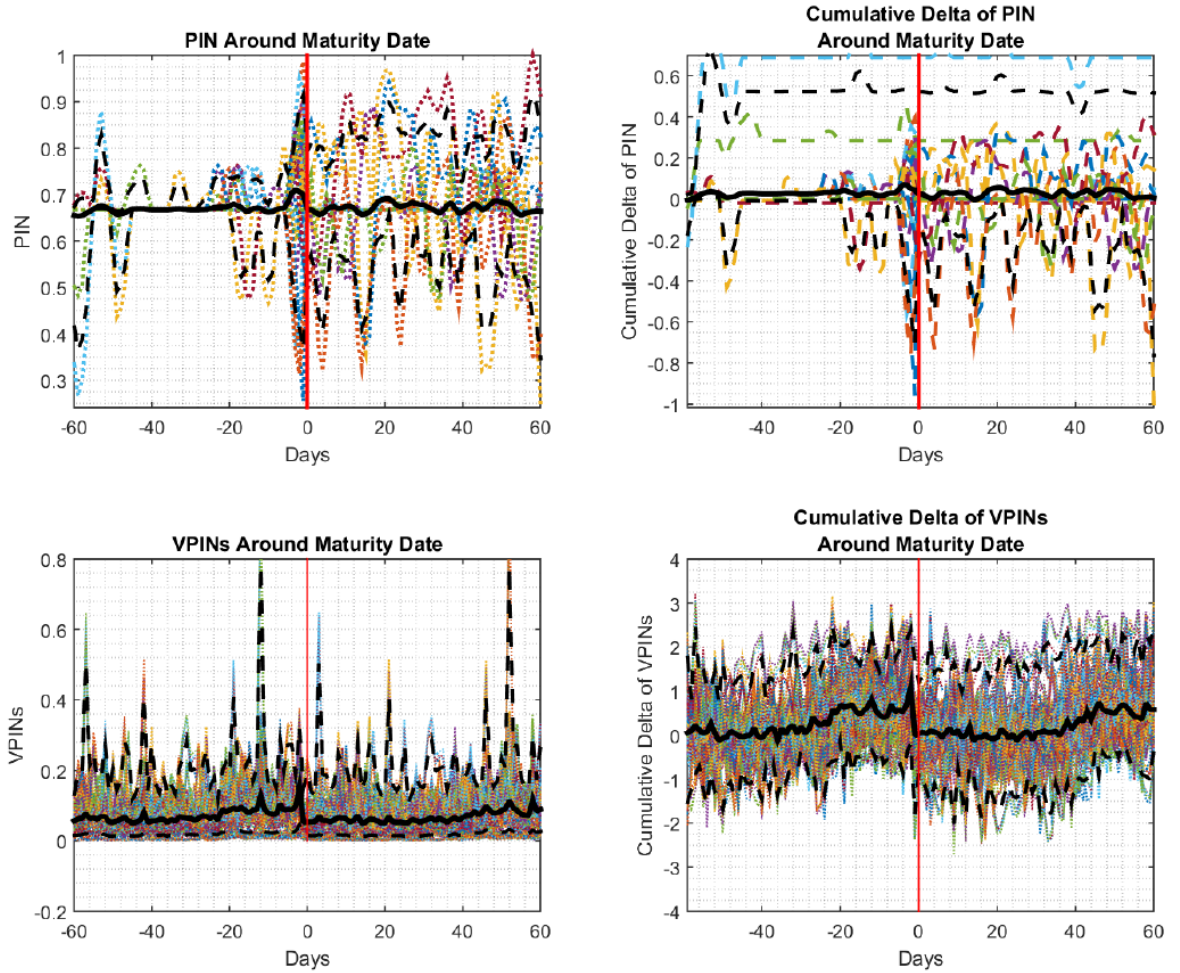 PIN Around Maturity Date
1
0.9
0.8
0.7
0.6
0.5
0.4
0.3
PIN
-60 -40 -20 0 20 40 60
Days
Cumulative Delta of PIN
Around Maturity Date
0.6
0.4
0.2
0
-0.2
-0.4
-0.6
-0.8
-1
Cumulative Delta of PIN
-40 -20 0 20 40 60
Days
VPINs Around Maturity Date
0.8
0.6
0.4
0.2
0
-0.2
VPINs
-60 -40 -20 0 20 40 60
Days
Cumulative Delta of VPINs
Around Maturity Date
4
3
2
1
0
-1
-2
-3
-4
Cumulative Delta of VPINs
-40 -20 0 20 40 60
Days